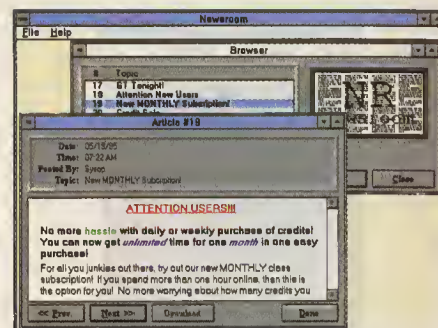 Newsroom
File Help
Browser
# Topic
17 GT Tonight!
18 Attention New Users
19 New MONTHLY Subscription!
NR
Close
Article #19
Date: 05/15/95
Time: 07:22 AM
Posted By: Sysop
Topic: New MONTHLY Subscription!
ATTENTION USERS!!!
No more hassle with daily or weekly purchase of credits!
You can now get unlimited time for one month in one easy
purchase!
For all you junkies out there, try out our new MONTHLY class
subscription! If you spend more than one hour online, then this is
the option for you! No more worrying about how many credits you
<< Prev. Next >> Download Done